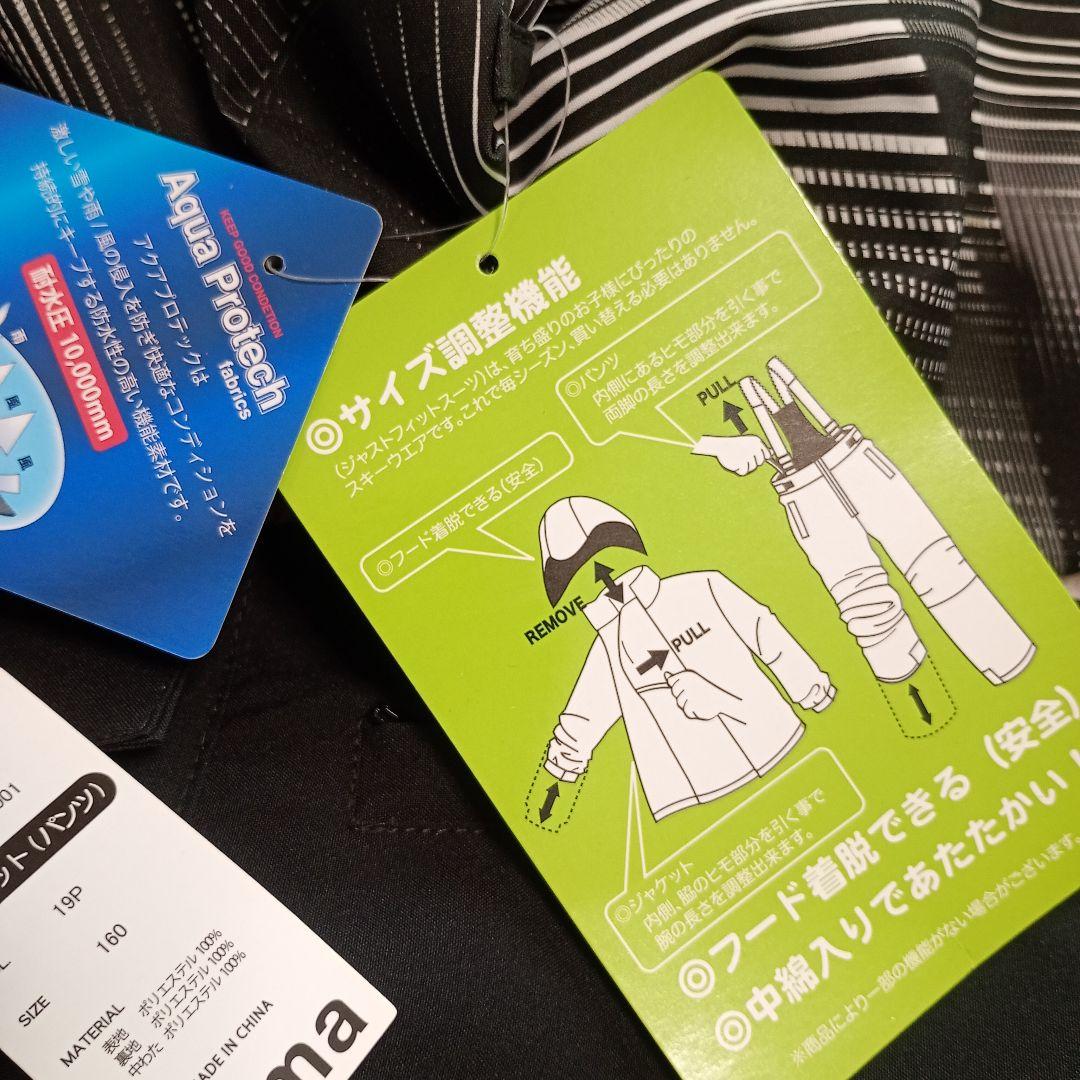 Aqua Protech
KEEP GOOD CONDETION
fabrics
アクアプロテックは
激しい雪や雨/風の侵入を防ぎ快適なコンディションを
持続的にキープする防水性の高い機能素材です。
耐水圧 10,000mm
雨
風
風
◎サイズ調整機能
(ジャストフィットスーツ)は、育ち盛りのお子様にぴったりの
スキーウエアです。これで毎シーズン、買い替える必要はありません。
◎パンツ
内側にあるヒモ部分を引く事で
両脚の長さを調整出来ます。
PULL
◎フード着脱できる(安全)
REMOVE
PULL
◎ジャケット
内側、脇のヒモ部分を引く事で
腕の長さを調整出来ます。
◎フード着脱できる(安全)
◎中綿入りであたたかい!
※商品により一部の機能がない場合がございます。
001
ット(パンツ)
19P
SIZE 160
MATERIAL
表地 ポリエステル 100%
裏地 ポリエステル 100%
中わた ポリエステル 100%
MADE IN CHINA
ma